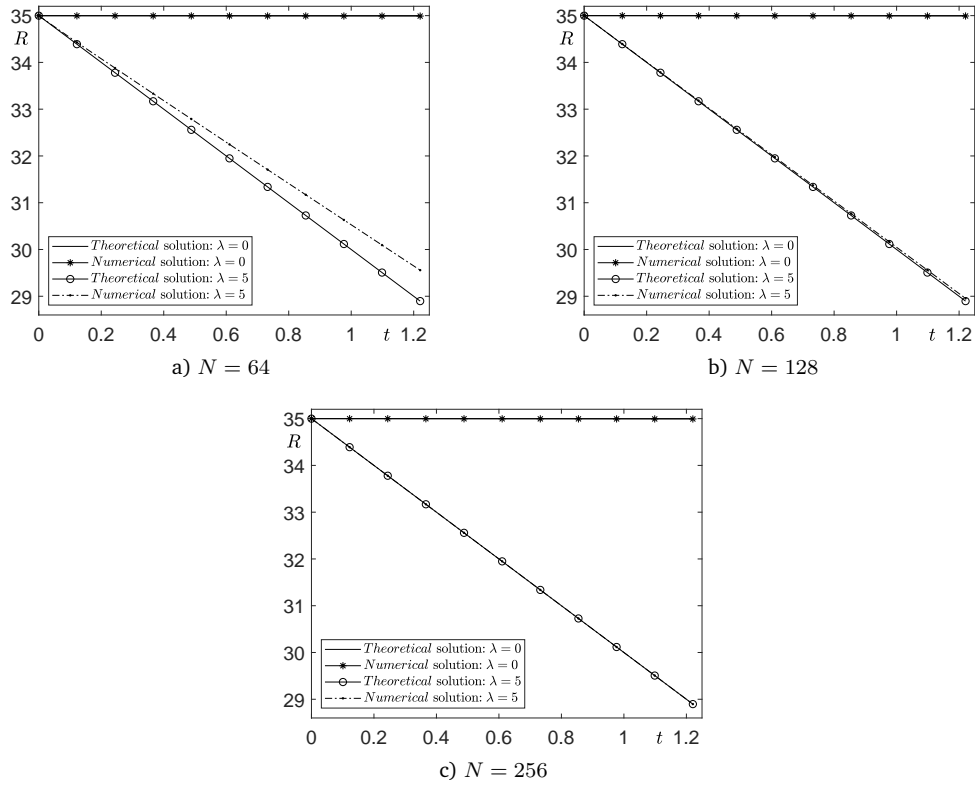 35
R
34
33
32
31
30
29
Theoretical solution: λ = 0
Numerical solution: λ = 0
Theoretical solution: λ = 5
Numerical solution: λ = 5
0 0.2 0.4 0.6 0.8 1 t 1.2
a) N = 64
35
R
34
33
32
31
30
29
Theoretical solution: λ = 0
Numerical solution: λ = 0
Theoretical solution: λ = 5
Numerical solution: λ = 5
0 0.2 0.4 0.6 0.8 1 t 1.2
b) N = 128
35
R
34
33
32
31
30
29
Theoretical solution: λ = 0
Numerical solution: λ = 0
Theoretical solution: λ = 5
Numerical solution: λ = 5
0 0.2 0.4 0.6 0.8 1 t 1.2
c) N = 256